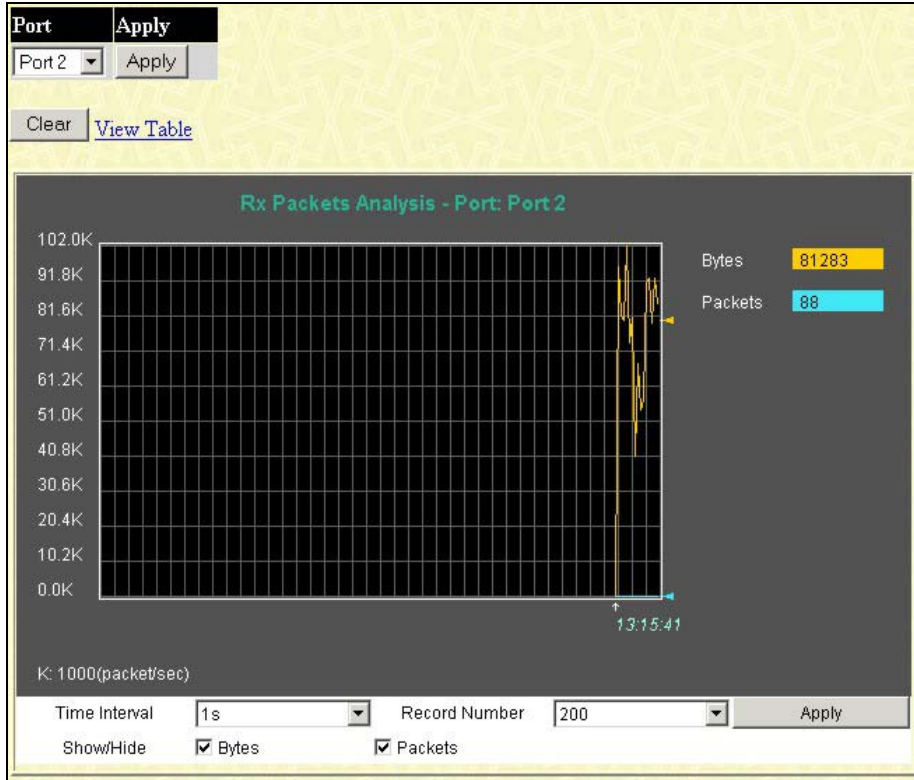 Port Apply
Port 2 Apply
Clear View Table
Rx Packets Analysis - Port: Port 2
102.0K
91.8K
81.6K
71.4K
61.2K
51.0K
40.8K
30.6K
20.4K
10.2K
0.0K
Bytes 81283
Packets 88
13:15:41
K: 1000(packet/sec)
Time Interval 1s Record Number 200 Apply
Show/Hide Bytes Packets